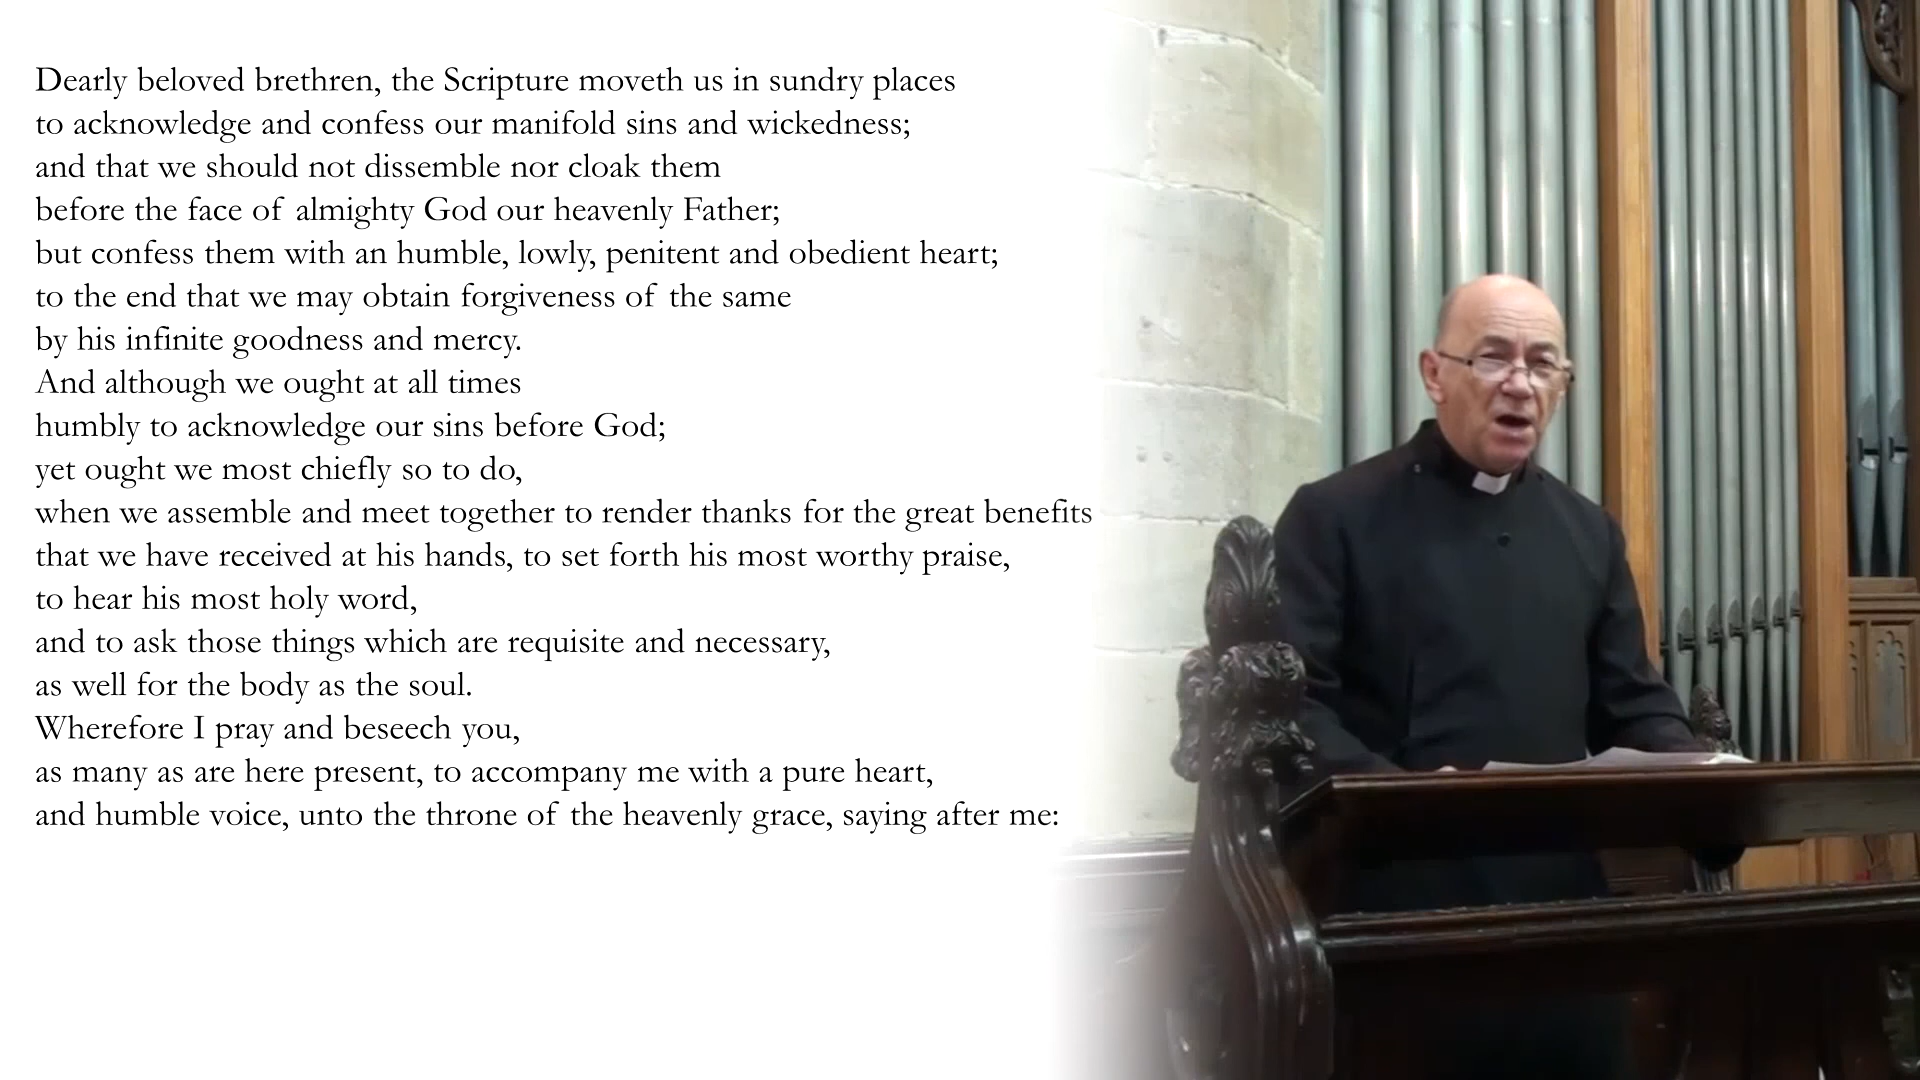 Dearly beloved brethren, the Scripture moveth us in sundry places
to acknowledge and confess our manifold sins and wickedness;
and that we should not dissemble nor cloak them
before the face of almighty God our heavenly Father;
but confess them with an humble, lowly, penitent and obedient heart;
to the end that we may obtain forgiveness of the same
by his infinite goodness and mercy.
And although we ought at all times
humbly to acknowledge our sins before God;
yet ought we most chiefly so to do,
when we assemble and meet together to render thanks for the great benefits
that we have received at his hands, to set forth his most worthy praise,
to hear his most holy word,
and to ask those things which are requisite and necessary,
as well for the body as the soul.
Wherefore I pray and beseech you,
as many as are here present, to accompany me with a pure heart,
and humble voice, unto the throne of the heavenly grace, saying after me: